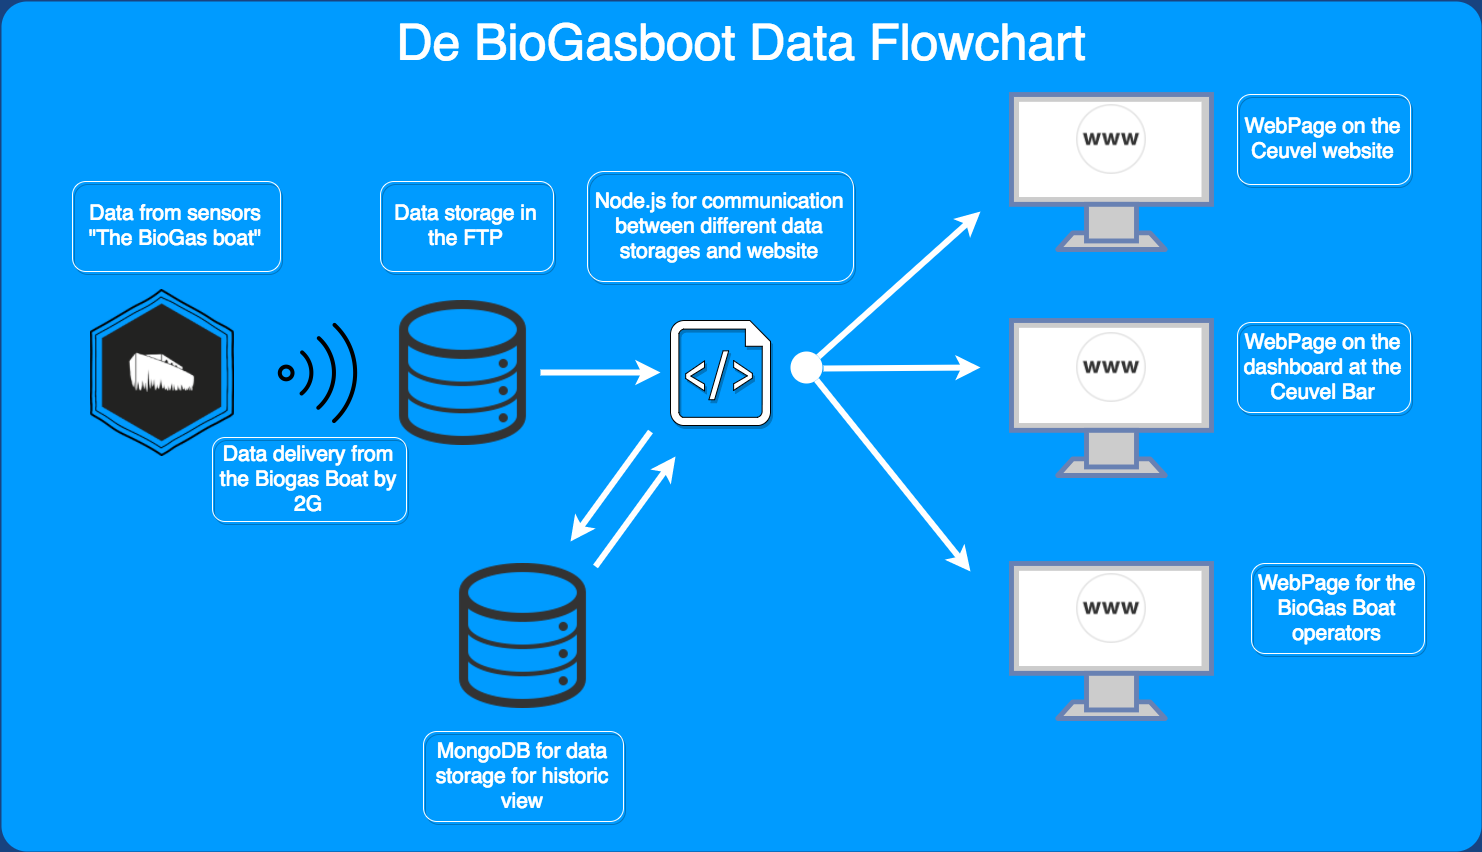 De BioGasboot Data Flowchart
Data from sensors
"The BioGas boat"
Data delivery from
the Biogas Boat by
2G
Data storage in
the FTP
Node.js for communication
between different data
storages and website
</>
MongoDB for data
storage for historic
view
www
WebPage on the
Ceuvel website
www
WebPage on the
dashboard at the
Ceuvel Bar
www
WebPage for the
BioGas Boat
operators